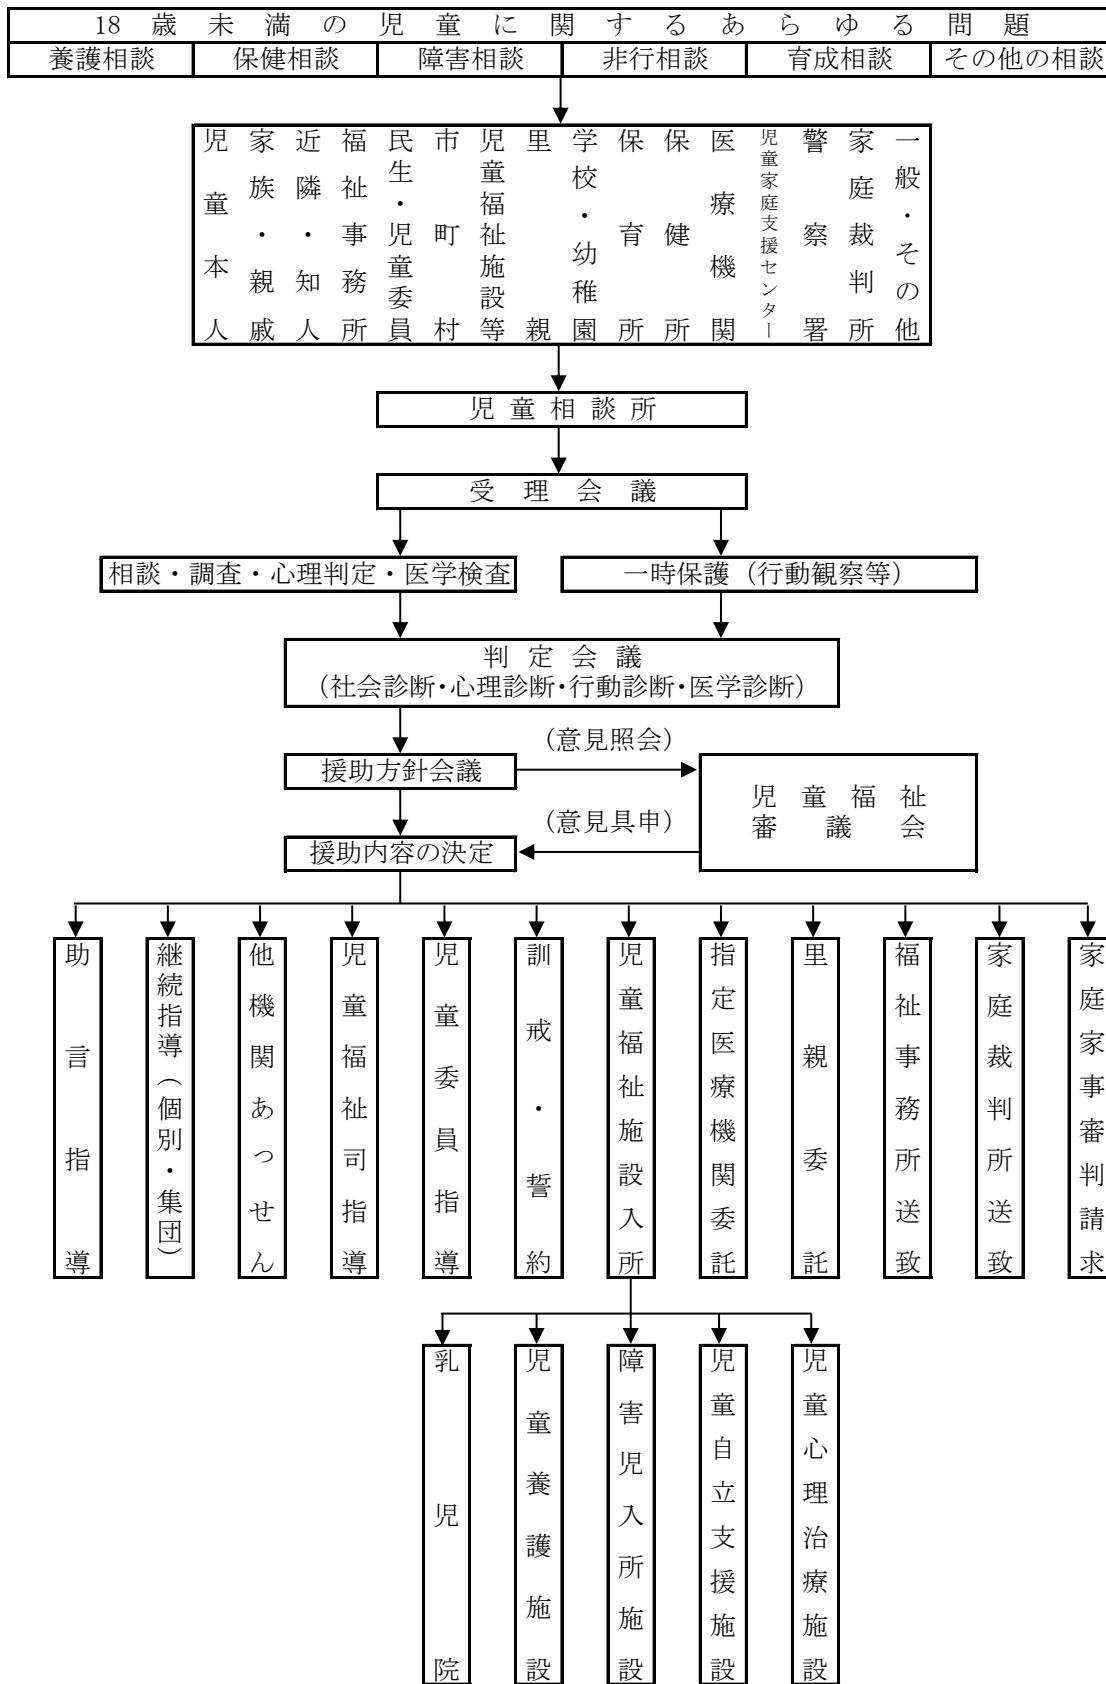 18歳未満の児童に関するあらゆる問題
養護相談
保健相談
障害相談
非行相談
育成相談
その他の相談
児童本人
家族・親戚
近隣・知人
福祉事務所
民生・児童委員
市町村
児童福祉施設等
里親
学校・幼稚園
保育所
保健所
医療機関
児童家庭支援センター
警察署
家庭裁判所
一般・その他
児童相談所
受理会議
相談・調査・心理判定・医学検査
一時保護（行動観察等）
判定会議
（社会診断・心理診断・行動診断・医学診断）
（意見照会）
援助方針会議
児童福祉
審議会
（意見具申）
援助内容の決定
助言指導
継続指導（個別・集団）
他機関あっせん
児童福祉司指導
児童委員指導
訓戒・誓約
児童福祉施設入所
指定医療機関委託
里親委託
福祉事務所送致
家庭裁判所送致
家庭家事審判請求
乳児院
児童養護施設
障害児入所施設
児童自立支援施設
児童心理治療施設